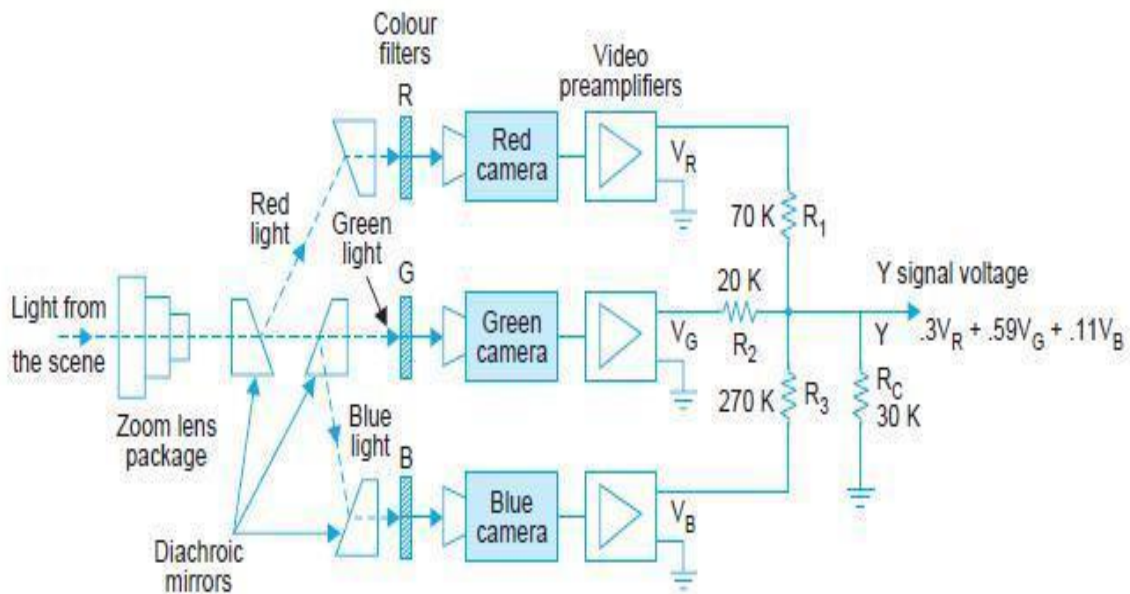 Colour
filters
Video
preamplifiers
R
Red
camera
V_R
Red
light
Green
light
70 K
R_1
G
20 K
Y signal voltage
Light from
the scene
Green
camera
V_G
R_2
Y
.3V_R + .59V_G + .11V_B
Zoom lens
package
Blue
light
270 K
R_3
R_C
30 K
B
Blue
camera
V_B
Diachroic
mirrors